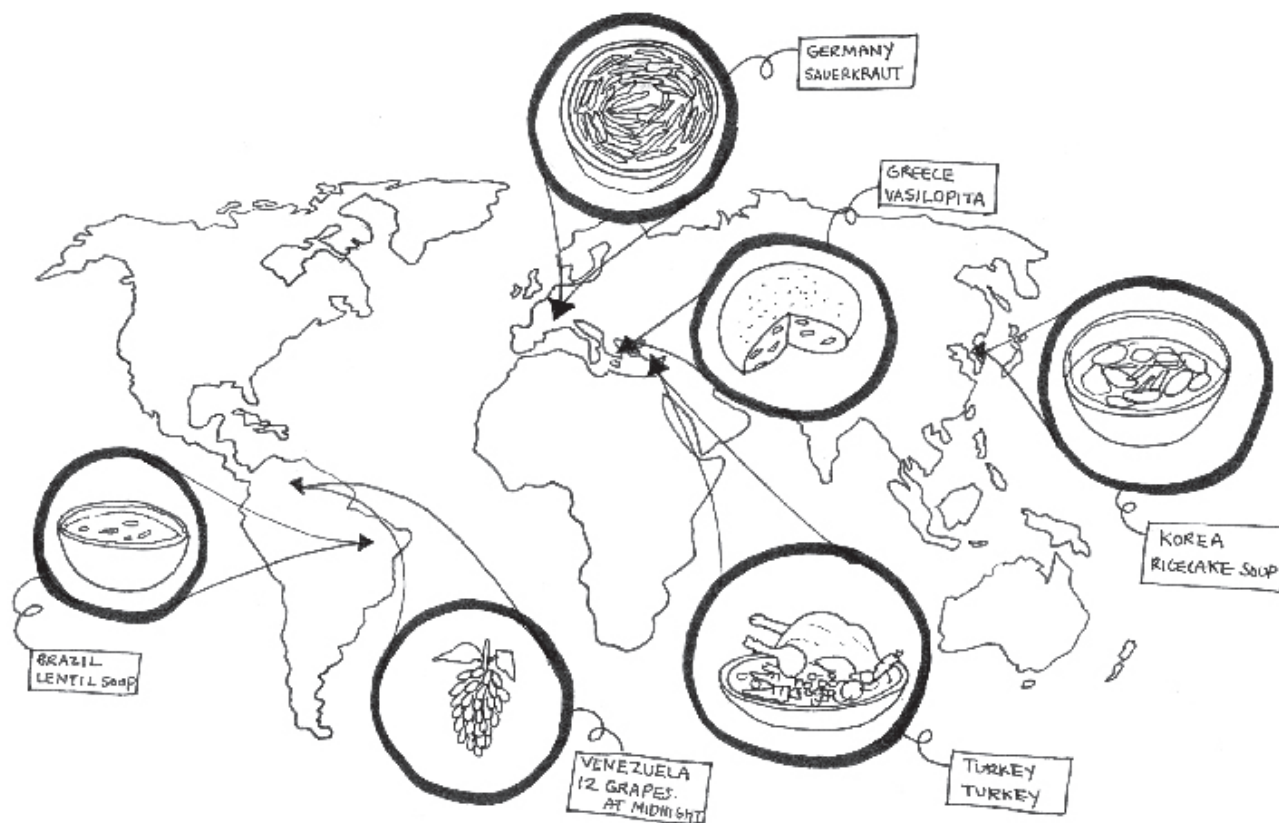 GERMANY
SAUERKRAUT
GREECE
VASILOPITA
KOREA
RICECAKE SOUP
BRAZIL
LENTIL SOUP
VENEZUELA
12 GRAPES.
AT MIDNIGHT
TURKEY
TURKEY